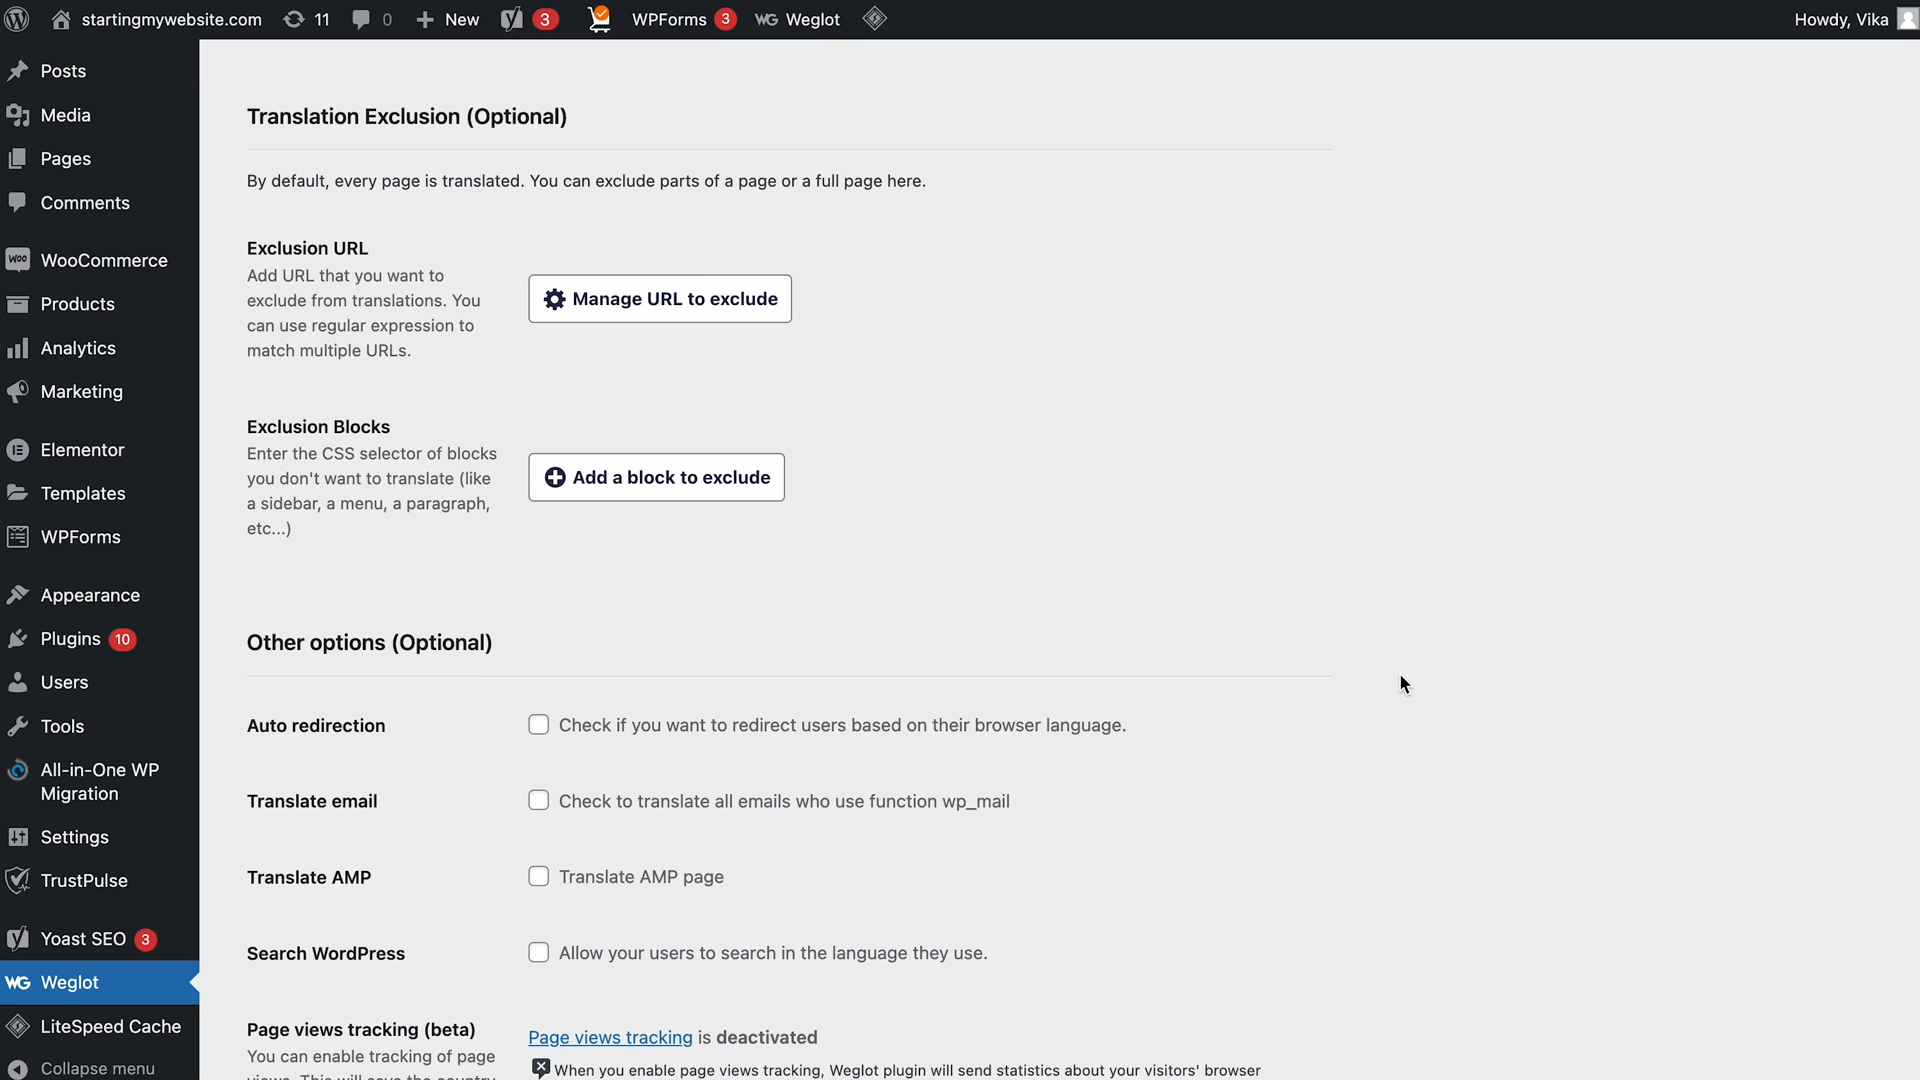 startingmywebsite.com 11 0 New 3 WPForms 3 WG Weglot Howdy, Vika
Posts
Media
Pages
Comments
WOO WooCommerce
Products
Analytics
Marketing
Elementor
Templates
WPForms
Appearance
Plugins 10
Users
Tools
All-in-One WP
Migration
Settings
TrustPulse
Yoast SEO 3
WG Weglot
LiteSpeed Cache
Collapse menu
Translation Exclusion (Optional)
By default, every page is translated. You can exclude parts of a page or a full page here.
Exclusion URL
Add URL that you want to
exclude from translations. You
can use regular expression to
match multiple URLs.
Manage URL to exclude
Exclusion Blocks
Enter the CSS selector of blocks
you don't want to translate (like
a sidebar, a menu, a paragraph,
etc...)
Add a block to exclude
Other options (Optional)
Auto redirection Check if you want to redirect users based on their browser language.
Translate email Check to translate all emails who use function wp_mail
Translate AMP Translate AMP page
Search WordPress Allow your users to search in the language they use.
Page views tracking (beta)
You can enable tracking of page
views. This will save the country
Page views tracking is deactivated
When you enable page views tracking, Weglot plugin will send statistics about your visitors' browser